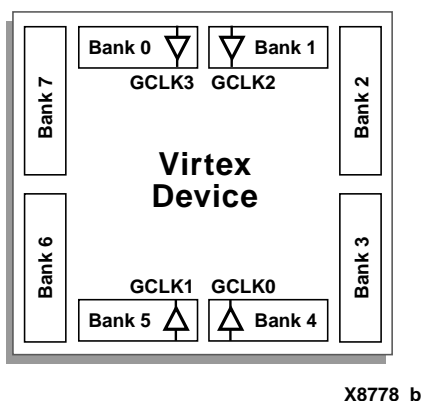 Bank 0
Bank 1
GCLK3
GCLK2
Bank 7
Bank 2
Virtex
Device
Bank 6
Bank 3
GCLK1
GCLK0
Bank 5
Bank 4
X8778_b